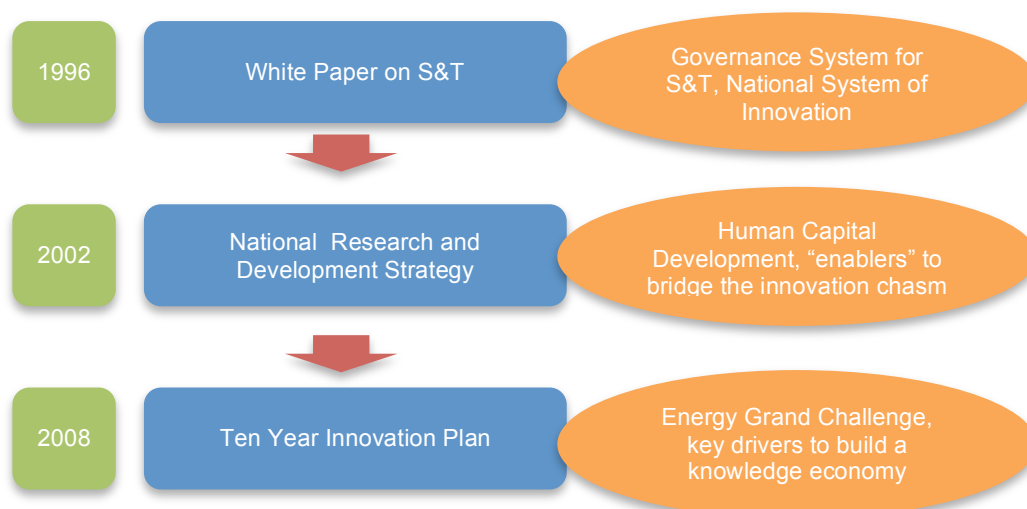 1996
White Paper on S&T
Governance System for
S&T, National System of
Innovation
2002
National Research and
Development Strategy
Human Capital
Development, “enablers” to
bridge the innovation chasm
2008
Ten Year Innovation Plan
Energy Grand Challenge,
key drivers to build a
knowledge economy